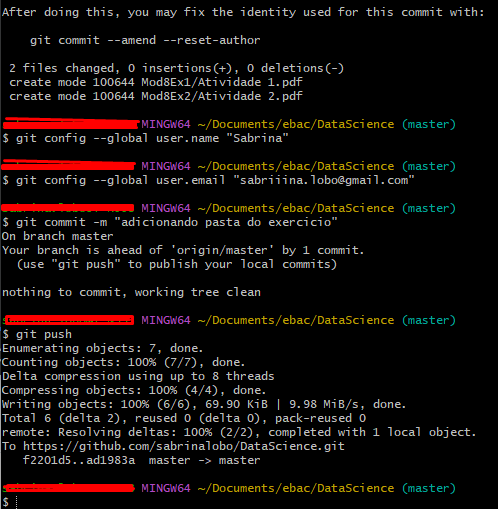 After doing this, you may fix the identity used for this commit with:
git commit --amend --reset-author
2 files changed, 0 insertions(+), 0 deletions(-)
create mode 100644 Mod8Ex1/Atividade 1.pdf
create mode 100644 Mod8Ex2/Atividade 2.pdf
MINGW64 ~/Documents/ebac/DataScience (master)
$ git config --global user.name "Sabrina"
MINGW64 ~/Documents/ebac/DataScience (master)
$ git config --global user.email "sabriiina.lobo@gmail.com"
MINGW64 ~/Documents/ebac/DataScience (master)
$ git commit -m "adicionando pasta do exercicio"
On branch master
Your branch is ahead of 'origin/master' by 1 commit.
(use "git push" to publish your local commits)
nothing to commit, working tree clean
MINGW64 ~/Documents/ebac/DataScience (master)
$ git push
Enumerating objects: 7, done.
Counting objects: 100% (7/7), done.
Delta compression using up to 8 threads
Compressing objects: 100% (4/4), done.
Writing objects: 100% (6/6), 69.90 KiB | 9.98 MiB/s, done.
Total 6 (delta 2), reused 0 (delta 0), pack-reused 0
remote: Resolving deltas: 100% (2/2), completed with 1 local object.
To https://github.com/sabrinalobo/DataScience.git
f2201d5..ad1983a  master -> master
MINGW64 ~/Documents/ebac/DataScience (master)
$